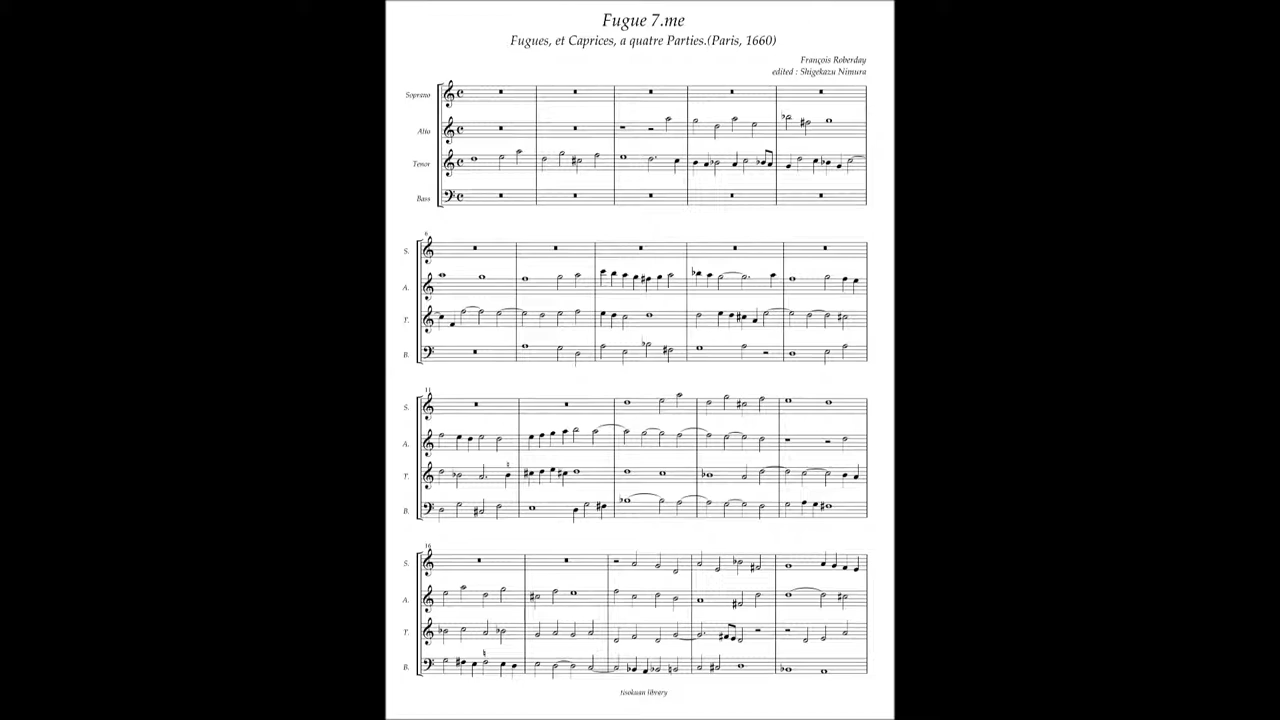 Fugue 7.me
Fugues, et Caprices, a quatre Parties.(Paris, 1660)
François Roberday
edited : Shigekazu Nimura
Soprano
Alto
Tenor
Bass
6
S.
A.
T.
B.
11
S.
A.
T.
B.
16
S.
A.
T.
B.
library